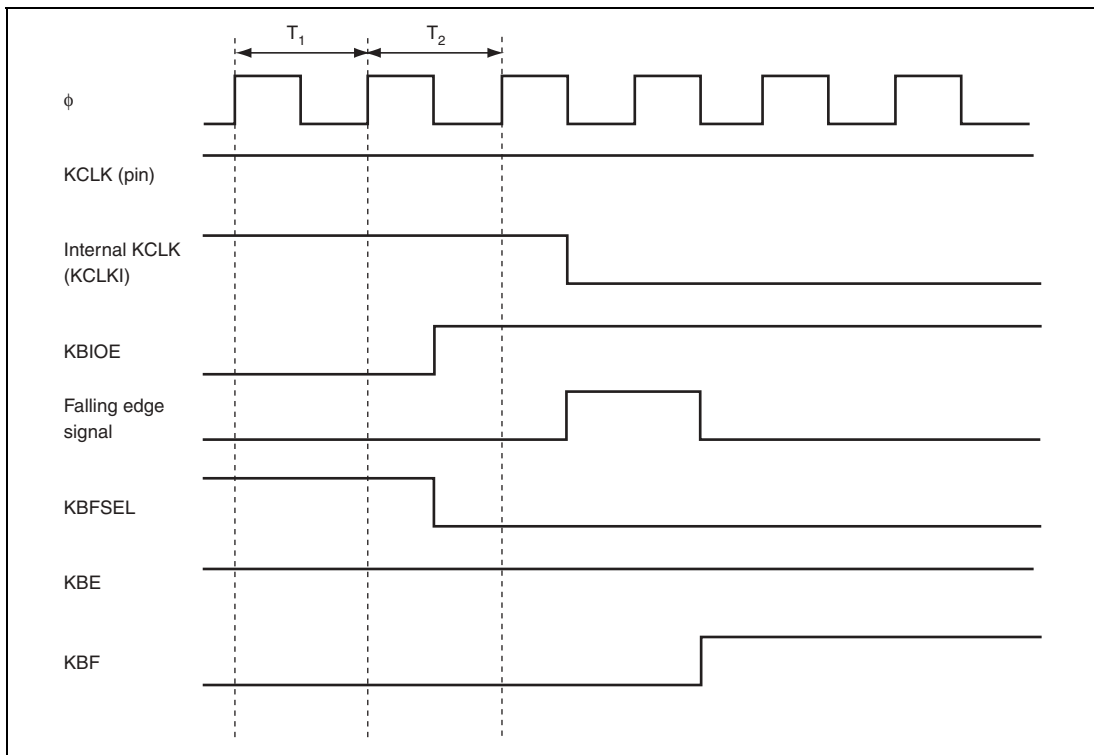 T1 T2
ϕ
KCLK (pin)
Internal KCLK
(KCLKI)
KBIOE
Falling edge
signal
KBFSEL
KBE
KBF